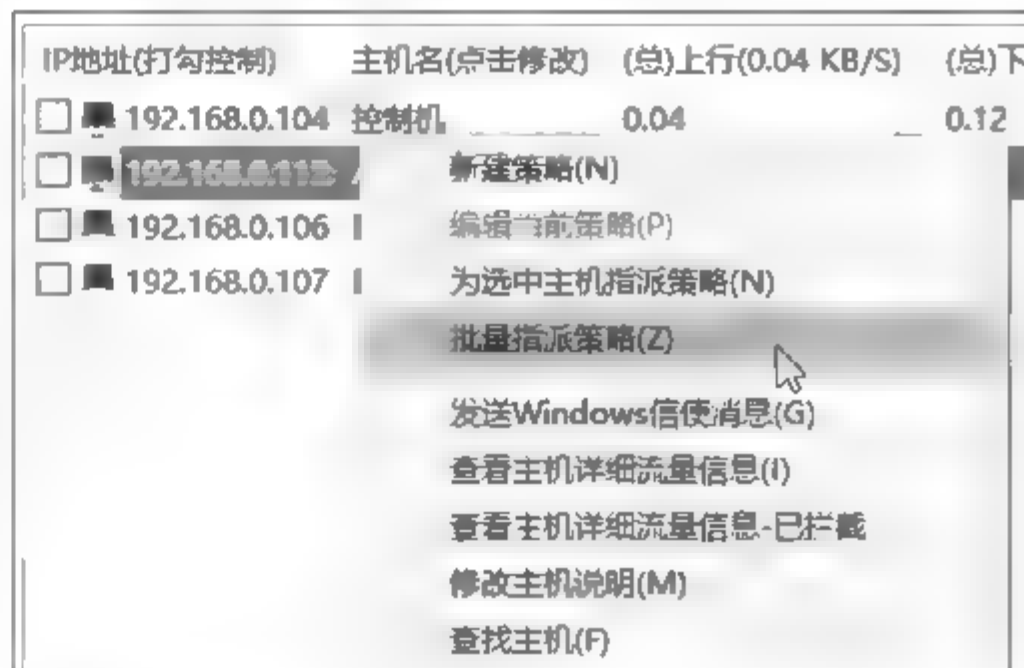 IP地址(打勾控制) 主机名(点击修改) (总)上行(0.04 KB/S) (总)下
192.168.0.104 控制机 0.04 0.12
新建策略(N)
192.168.0.106 编辑当前策略(P)
192.168.0.107 为选中主机指派策略(N)
批量指派策略(Z)
发送Windows信使消息(G)
查看主机详细流量信息(I)
查看主机详细流量信息-已拦截
修改主机说明(M)
查找主机(F)